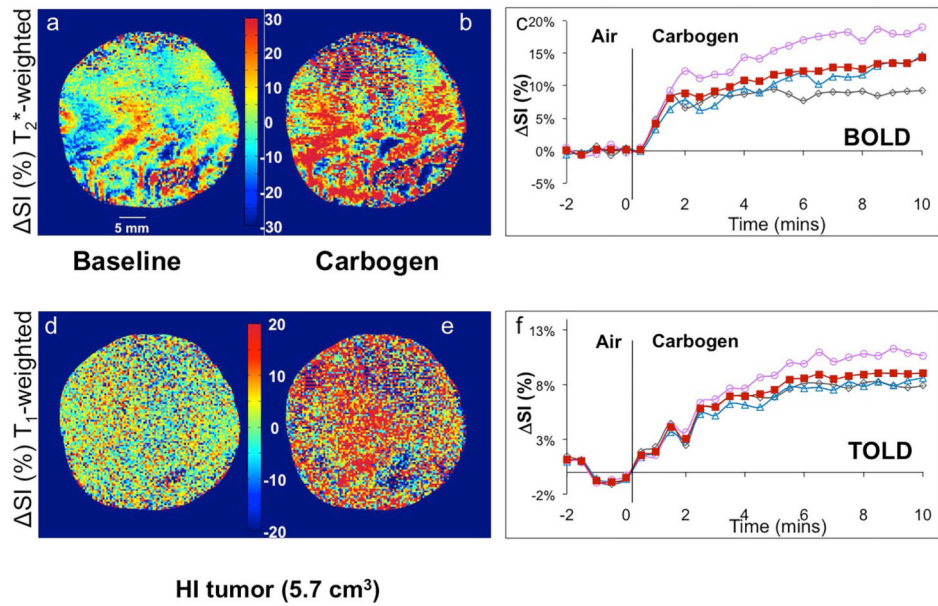 a
b
ΔSI (%) T2*-weighted
30
20
10
0
-10
-20
-30
5 mm
Baseline
Carbogen
c
20%
15%
10%
5%
0%
-5%
ΔSI (%)
Air
Carbogen
BOLD
-2
0
2
4
6
8
10
Time (mins)
d
e
ΔSI (%) T1-weighted
20
10
0
-10
-20
f
13%
8%
3%
-2%
ΔSI (%)
Air
Carbogen
TOLD
-2
0
2
4
6
8
10
Time (mins)
HI tumor (5.7 cm³)